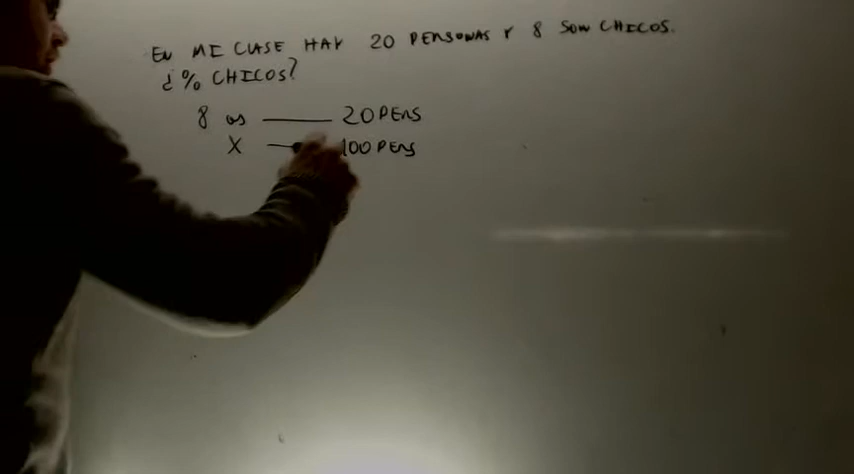 EN MI CLASE HAY 20 PERSONAS Y 8 SON CHICOS.
¿% CHICOS?
8 os —— 20 PERS
X —— 100 PERS